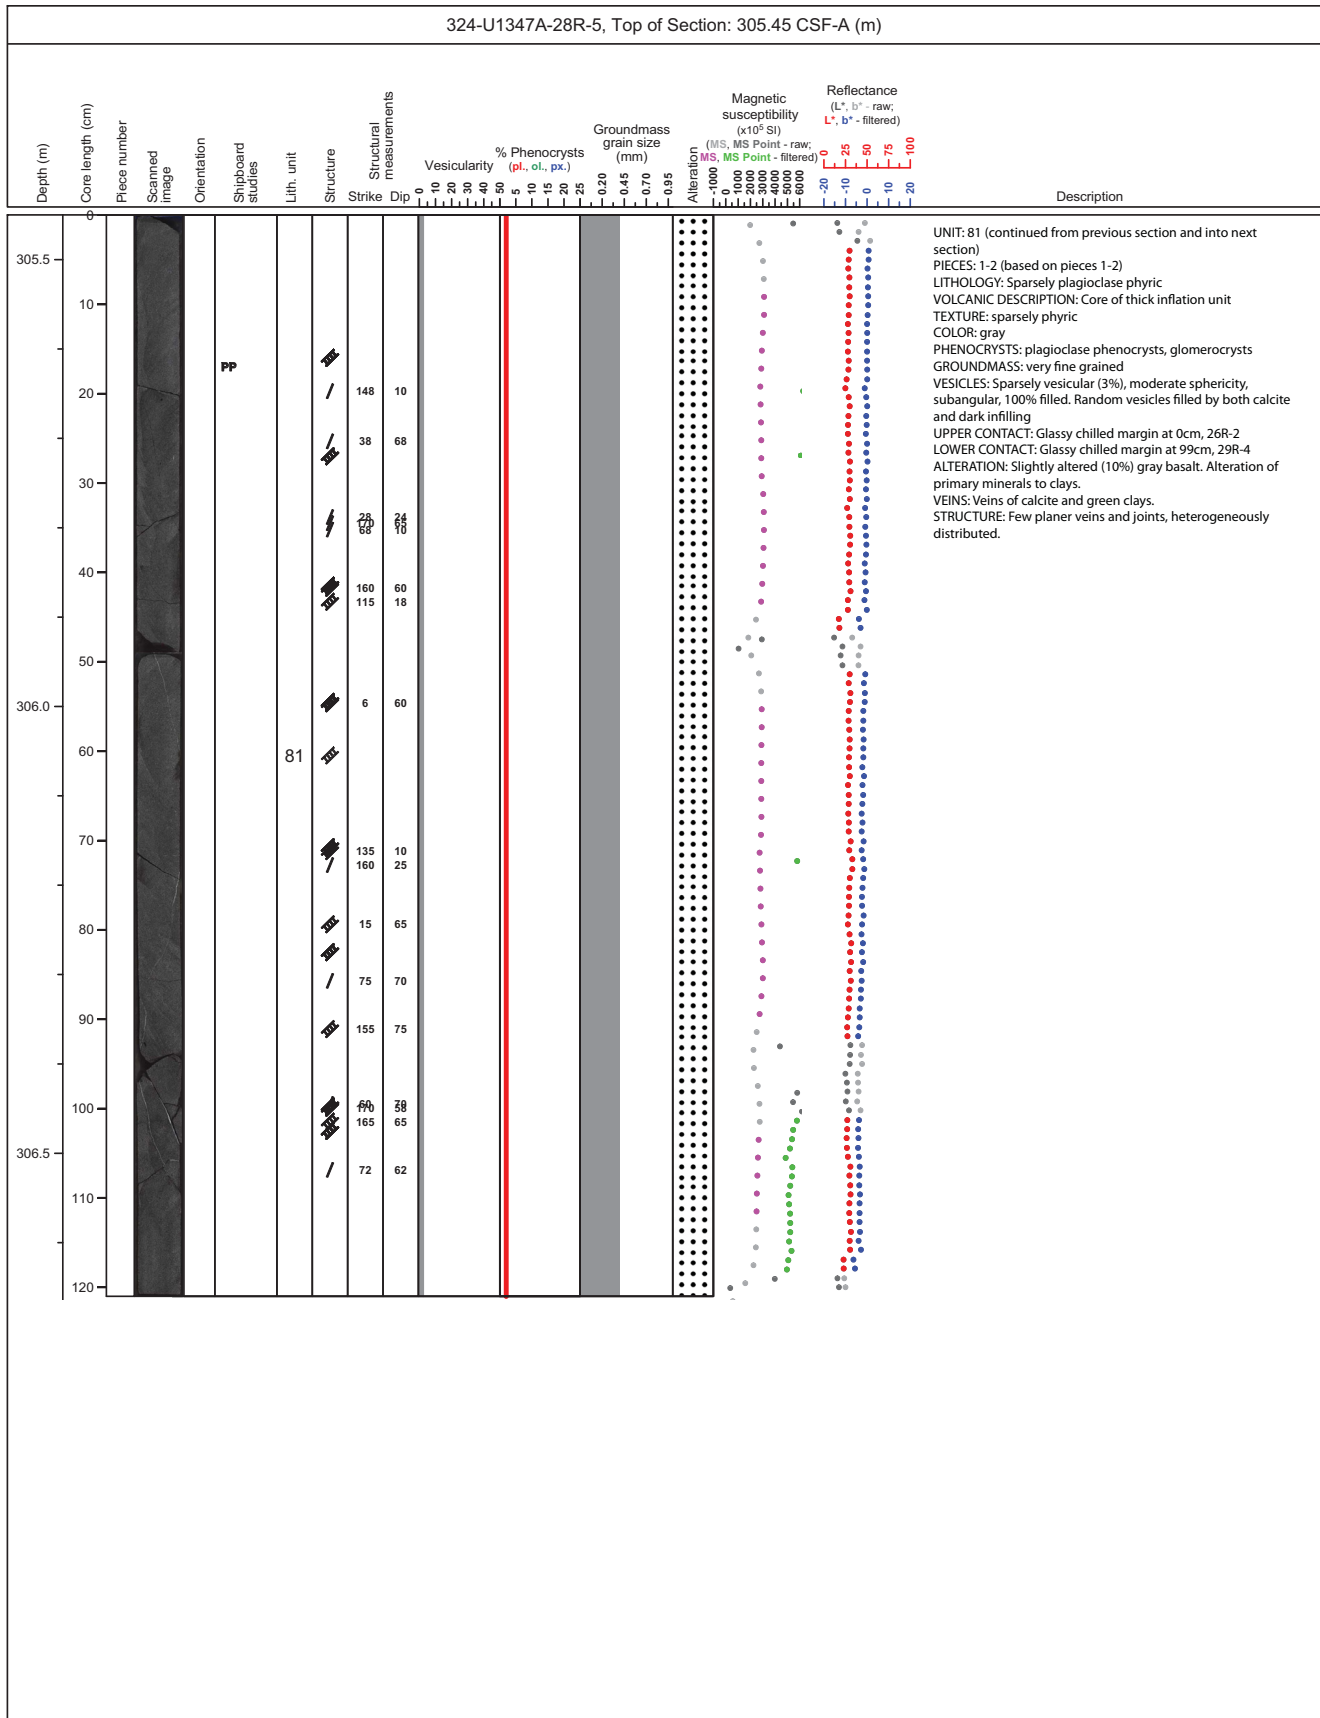 324-U1347A-28R-5, Top of Section: 305.45 CSF-A (m)
Depth (m)
Core length (cm)
Piece number
Scanned image
Orientation
Shipboard studies
Lith. unit
Structure
Structural measurements
Strike Dip
Vesicularity
0 10 20 30 40 50
% Phenocrysts
(pl., ol., px.)
5 10 15 20 25
Groundmass
grain size
(mm)
0.20 0.45 0.70 0.95
Alteration
Magnetic
susceptibility
(x10⁵ SI)
(MS, MS Point - raw;
MS, MS Point - filtered)
-1000 0 1000 2000 3000 4000 5000 6000
Reflectance
(L*, b* - raw;
L*, b* - filtered)
0 25 50 75 100
-20 -10 0 10 20
Description
0
305.5
10
PP
20
148 10
38 68
30
28 24
170 65
68 10
40
160 60
115 18
50
306.0
6 60
60
81
70
135 10
160 25
80
15 65
75 70
90
155 75
100
60 70
170 58
165 65
306.5
72 62
110
120
UNIT: 81 (continued from previous section and into next
section)
PIECES: 1-2 (based on pieces 1-2)
LITHOLOGY: Sparsely plagioclase phyric
VOLCANIC DESCRIPTION: Core of thick inflation unit
TEXTURE: sparsely phyric
COLOR: gray
PHENOCRYSTS: plagioclase phenocrysts, glomerocrysts
GROUNDMASS: very fine grained
VESICLES: Sparsely vesicular (3%), moderate sphericity,
subangular, 100% filled. Random vesicles filled by both calcite
and dark infilling
UPPER CONTACT: Glassy chilled margin at 0cm, 26R-2
LOWER CONTACT: Glassy chilled margin at 99cm, 29R-4
ALTERATION: Slightly altered (10%) gray basalt. Alteration of
primary minerals to clays.
VEINS: Veins of calcite and green clays.
STRUCTURE: Few planer veins and joints, heterogeneously
distributed.